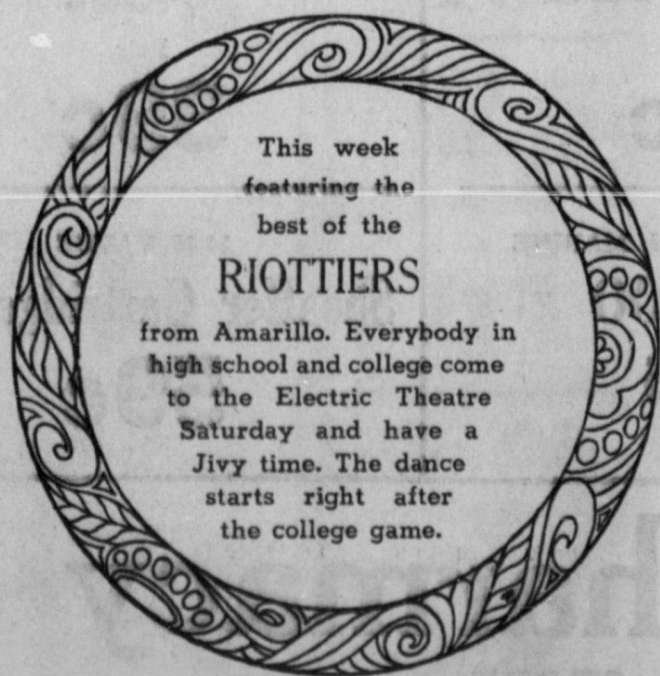 This week
featuring the
best of the
RIOTTIERS
from Amarillo. Everybody in
high school and college come
to the Electric Theatre
Saturday and have a
Jivy time. The dance
starts right after
the college game.